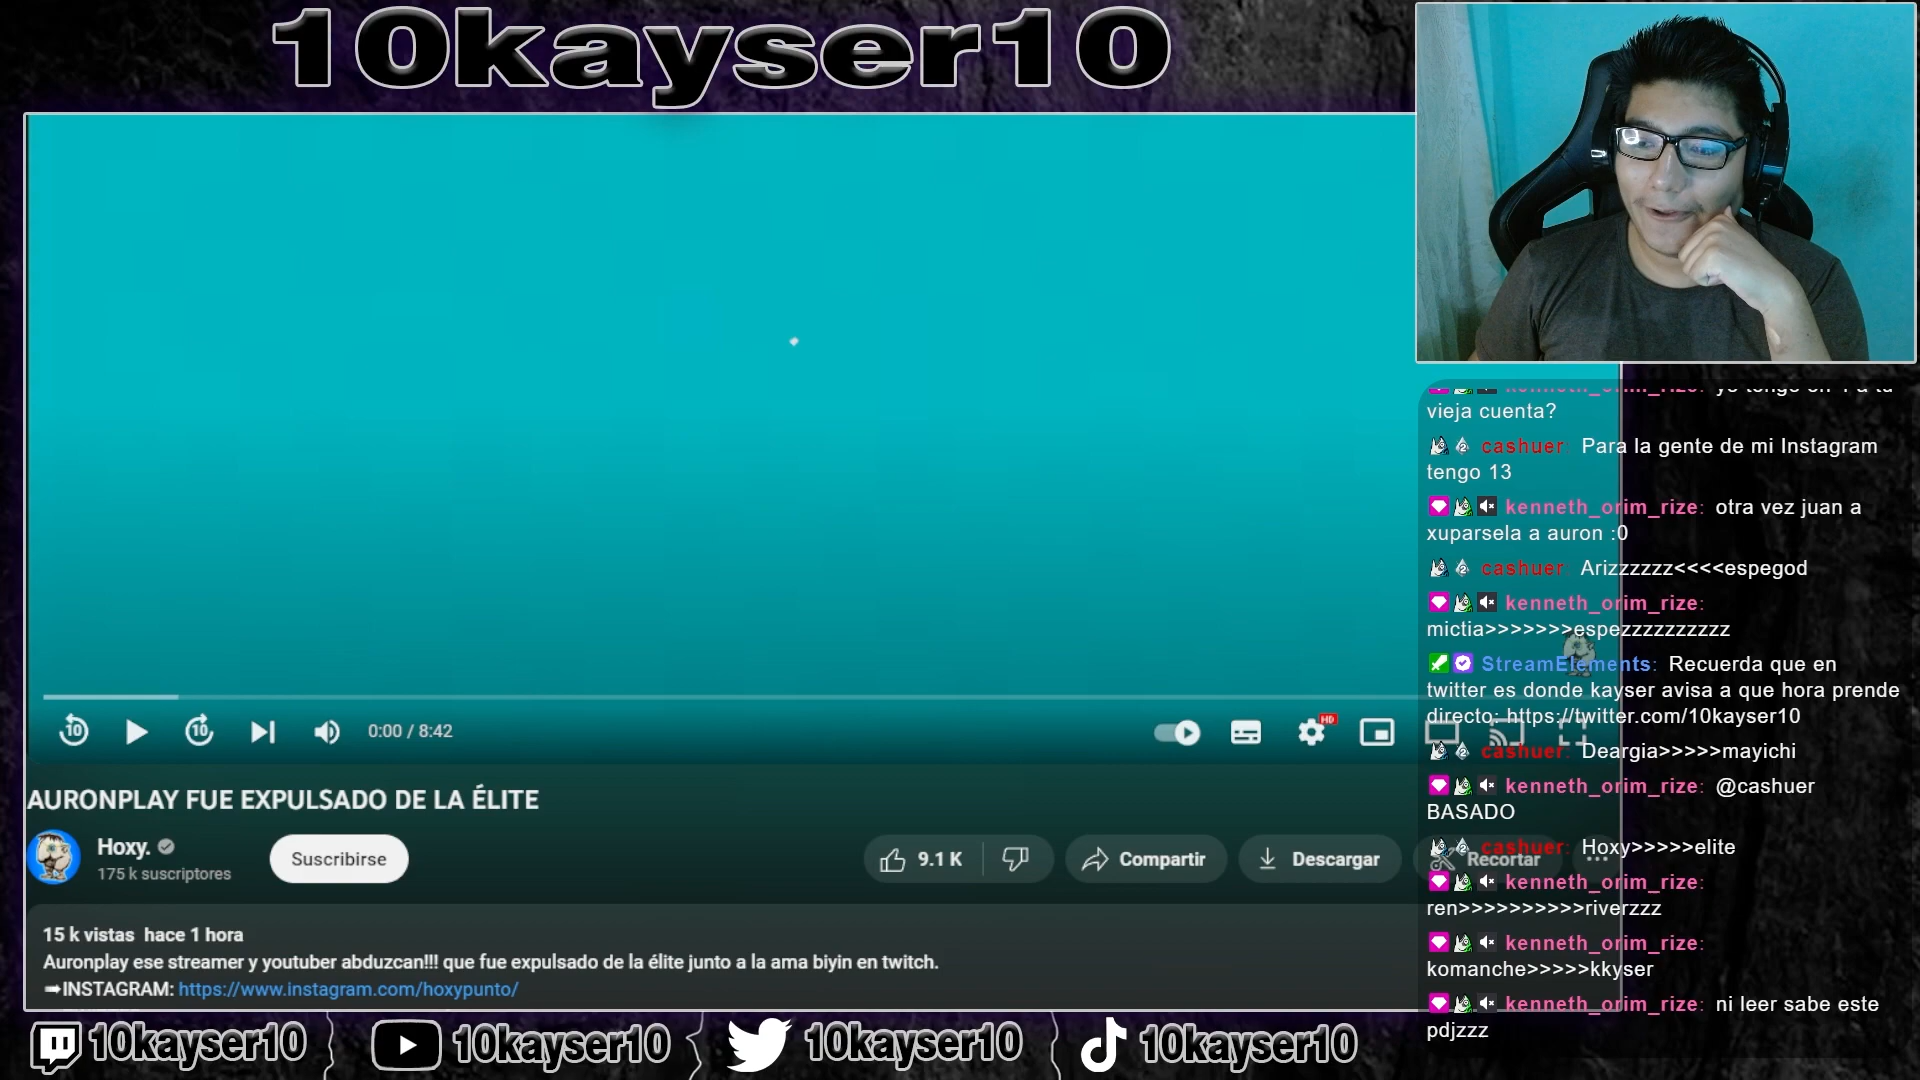 10kayser10
vieja cuenta?
cashuer: Para la gente de mi Instagram
tengo 13
kenneth_orim_rize: otra vez juan a
xuparsela a auron :0
cashuer: Arizzzzzz<<<<espegod
kenneth_orim_rize:
mictia>>>>>>>espezzzzzzzzzz
StreamElements: Recuerda que en
twitter es donde kayser avisa a que hora prende
directo: https://twitter.com/10kayser10
cashuer: Deargia>>>>>mayichi
kenneth_orim_rize: @cashuer
BASADO
cashuer: Hoxy>>>>>elite
kenneth_orim_rize:
ren>>>>>>>>>>riverzzz
kenneth_orim_rize:
komanche>>>>>kkyser
kenneth_orim_rize: ni leer sabe este
pdjzzz
10 10 0:00 / 8:42 HD
AURONPLAY FUE EXPULSADO DE LA ÉLITE
Hoxy.
175 k suscriptores
Suscribirse
9.1 K Compartir Descargar Recortar
15 k vistas hace 1 hora
Auronplay ese streamer y youtuber abduzcan!!! que fue expulsado de la élite junto a la ama biyin en twitch.
➡INSTAGRAM: https://www.instagram.com/hoxypunto/
10kayser10 10kayser10 10kayser10 10kayser10